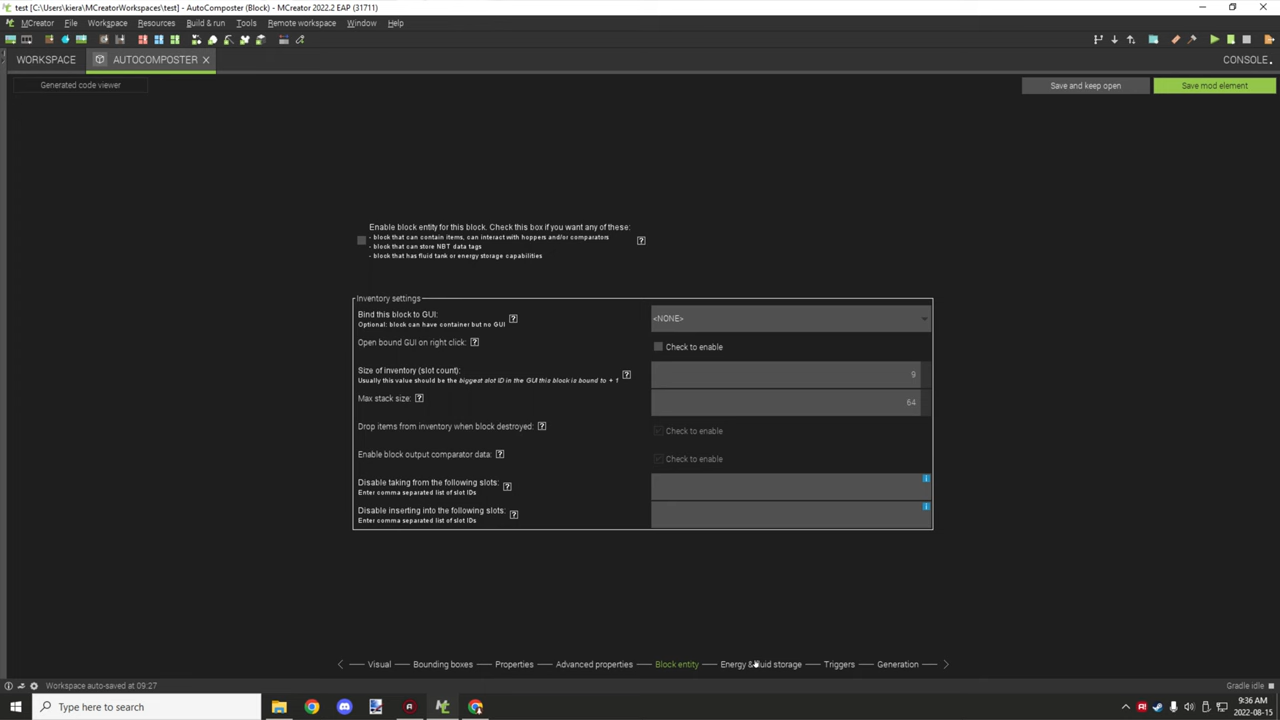 test [C:\Users\kiera\MCreatorWorkspaces\test] - AutoComposter (Block) - MCreator 2022.2 EAP (31711)
MCreator File Workspace Resources Build & run Tools Remote workspace Window Help
WORKSPACE AUTOCOMPOSTER CONSOLE
Generated code viewer Save and keep open Save mod element
Enable block entity for this block. Check this box if you want any of these:
- block that can contain items, can interact with hoppers and/or comparators
- block that can store NBT data tags
- block that has fluid tank or energy storage capabilities
?
Inventory settings
Bind this block to GUI: ? <NONE>
Optional: block can have container but no GUI
Open bound GUI on right click: ? Check to enable
Size of inventory (slot count): ? 9
Usually this value should be the biggest slot ID in the GUI this block is bound to + 1
Max stack size: ? 64
Drop items from inventory when block destroyed: ? Check to enable
Enable block output comparator data: ? Check to enable
Disable taking from the following slots: ?
Enter comma separated list of slot IDs
Disable inserting into the following slots: ?
Enter comma separated list of slot IDs
Visual Bounding boxes Properties Advanced properties Block entity Energy & fluid storage Triggers Generation
Workspace auto-saved at 09:27 Gradle idle
Type here to search 9:36 AM
2022-08-15